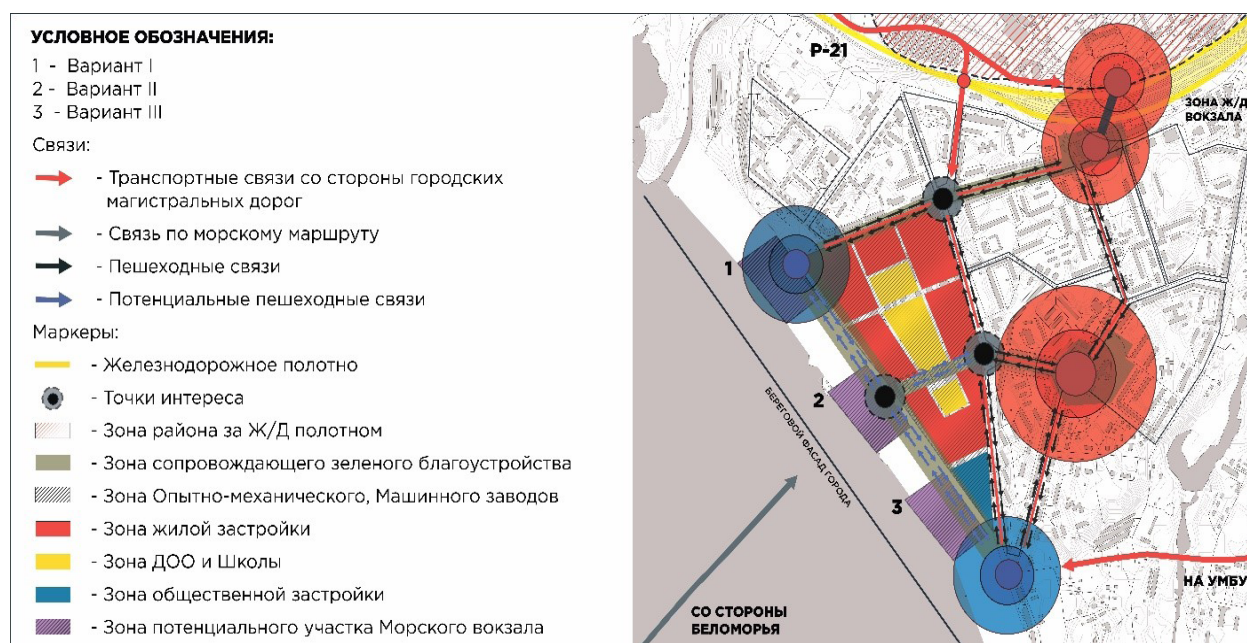 УСЛОВНОЕ ОБОЗНАЧЕНИЯ:
1 - Вариант I
2 - Вариант II
3 - Вариант III
Связи:
- Транспортные связи со стороны городских
магистральных дорог
- Связь по морскому маршруту
- Пешеходные связи
- Потенциальные пешеходные связи
Маркеры:
- Железнодорожное полотно
- Точки интереса
- Зона района за Ж/Д полотном
- Зона сопровождающего зеленого благоустройства
- Зона Опытно-механического, Машинного заводов
- Зона жилой застройки
- Зона ДОО и Школы
- Зона общественной застройки
- Зона потенциального участка Морского вокзала
Р-21
ЗОНА Ж/Д
ВОКЗАЛА
1
2
БЕРЕГОВОЙ ФАСАД ГОРОДА
3
НА УМБУ
СО СТОРОНЫ
БЕЛОМОРЬЯ